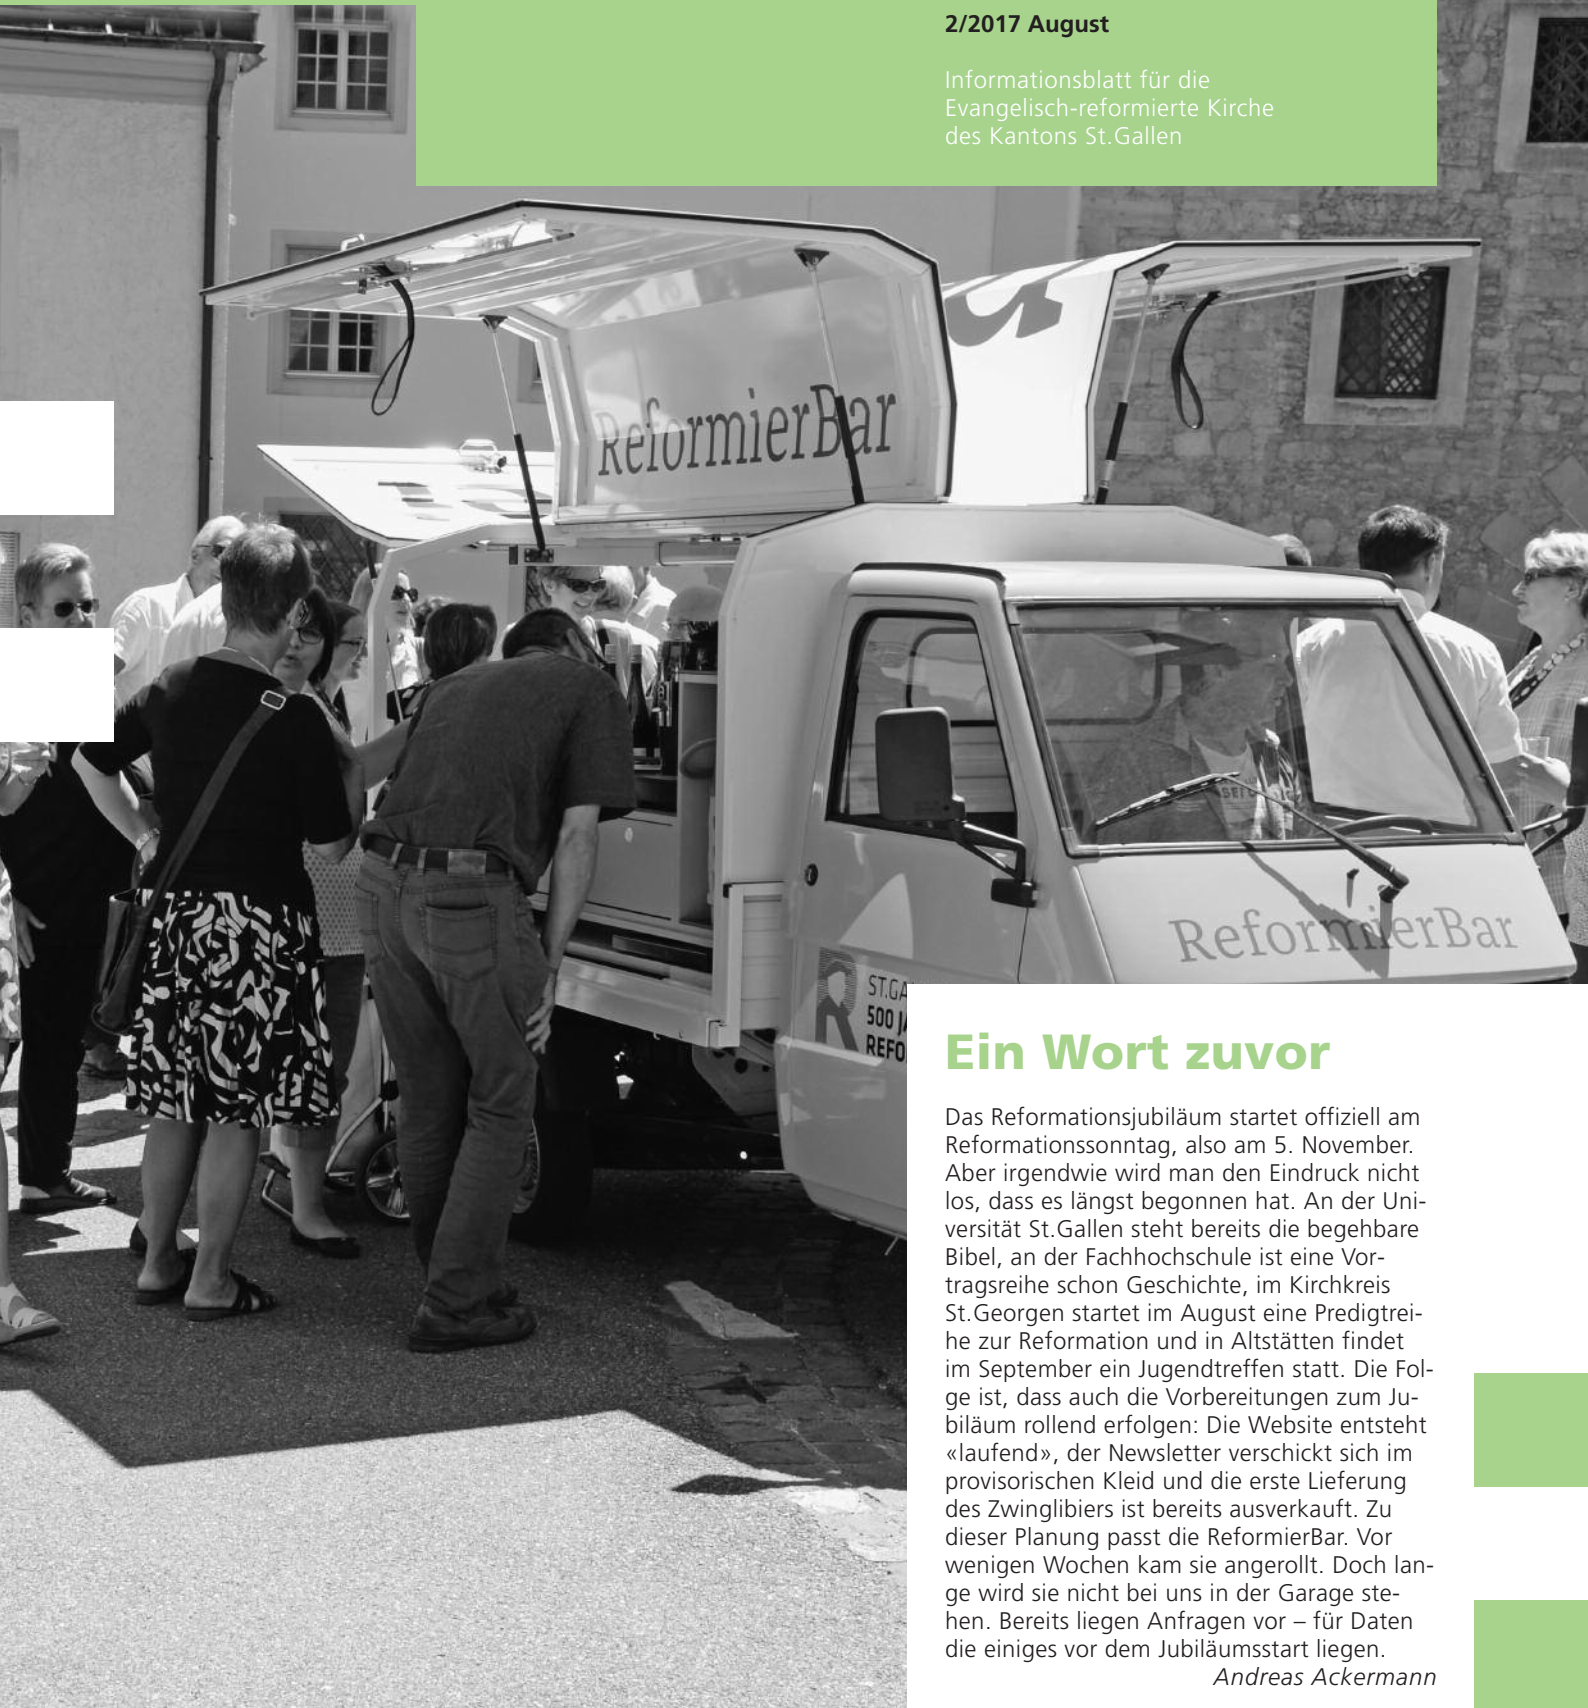 2/2017 August
Informationsblatt für die
Evangelisch-reformierte Kirche
des Kantons St.Gallen
ReformierBar
ReformierBar
500
Ein Wort zuvor
Das Reformationsjubiläum startet offiziell am
Reformationssonntag, also am 5. November.
Aber irgendwie wird man den Eindruck nicht
los, dass es längst begonnen hat. An der Uni-
versität St.Gallen steht bereits die begehbare
Bibel, an der Fachhochschule ist eine Vor-
tragsreihe schon Geschichte, im Kirchkreis
St.Georgen startet im August eine Predigtrei-
he zur Reformation und in Altstätten findet
im September ein Jugendtreffen statt. Die Fol-
ge ist, dass auch die Vorbereitungen zum Ju-
biläum rollend erfolgen: Die Website entsteht
«laufend», der Newsletter verschickt sich im
provisorischen Kleid und die erste Lieferung
des Zwinglibiers ist bereits ausverkauft. Zu
dieser Planung passt die ReformierBar. Vor
wenigen Wochen kam sie angerollt. Doch lan-
ge wird sie nicht bei uns in der Garage ste-
hen. Bereits liegen Anfragen vor – für Daten
die einiges vor dem Jubiläumsstart liegen.
Andreas Ackermann